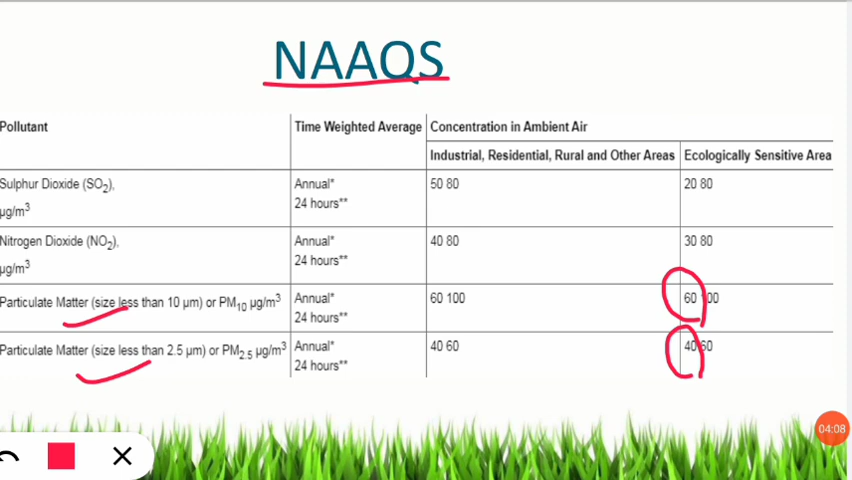 NAAQS
Pollutant Time Weighted Average Concentration in Ambient Air
Industrial, Residential, Rural and Other Areas Ecologically Sensitive Area
Sulphur Dioxide (SO₂), Annual* 50 80 20 80
µg/m³ 24 hours**
Nitrogen Dioxide (NO₂), Annual* 40 80 30 80
µg/m³ 24 hours**
Particulate Matter (size less than 10 µm) or PM₁₀ µg/m³ Annual* 60 100 60 100
24 hours**
Particulate Matter (size less than 2.5 µm) or PM₂.₅ µg/m³ Annual* 40 60 40 60
24 hours**
04:08